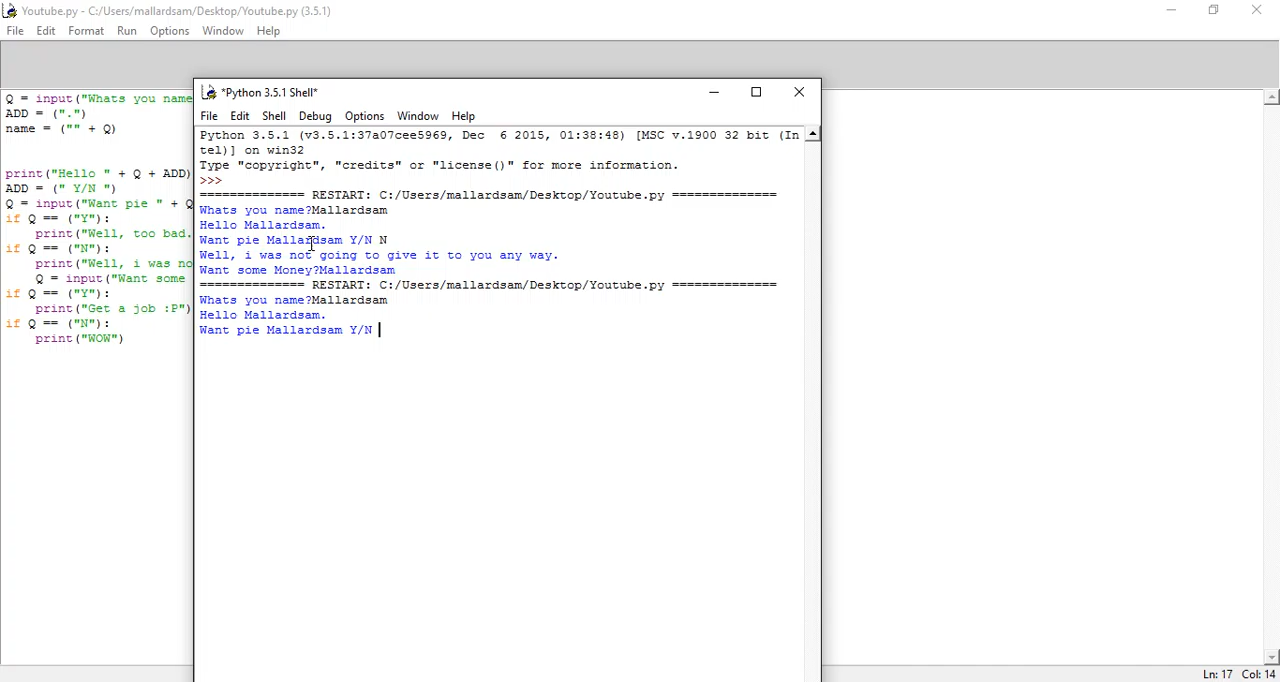 Youtube.py - C:/Users/mallardsam/Desktop/Youtube.py (3.5.1)
File Edit Format Run Options Window Help
Q = input("Whats you name
ADD = (".")
name = ("" + Q)
print("Hello " + Q + ADD)
ADD = (" Y/N ")
Q = input("Want pie " + Q
if Q == ("Y"):
print("Well, too bad.
if Q == ("N"):
print("Well, i was no
Q = input("Want some
if Q == ("Y"):
print("Get a job :P")
if Q == ("N"):
print("WOW")
*Python 3.5.1 Shell*
File Edit Shell Debug Options Window Help
Python 3.5.1 (v3.5.1:37a07cee5969, Dec  6 2015, 01:38:48) [MSC v.1900 32 bit (In
tel)] on win32
Type "copyright", "credits" or "license()" for more information.
>>>
============== RESTART: C:/Users/mallardsam/Desktop/Youtube.py ==============
Whats you name?Mallardsam
Hello Mallardsam.
Want pie Mallardsam Y/N N
Well, i was not going to give it to you any way.
Want some Money?Mallardsam
============== RESTART: C:/Users/mallardsam/Desktop/Youtube.py ==============
Whats you name?Mallardsam
Hello Mallardsam.
Want pie Mallardsam Y/N
Ln: 17 Col: 14